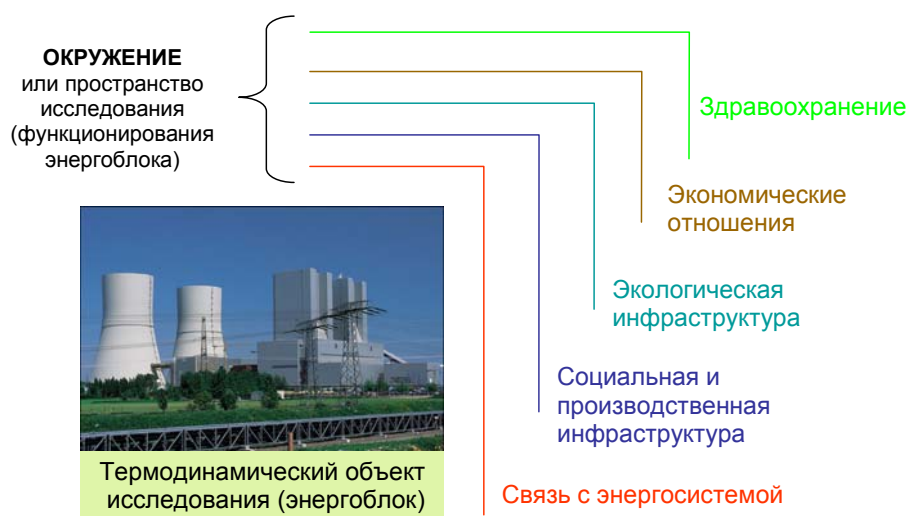 ОКРУЖЕНИЕ
или пространство
исследования
(функционирования
энергоблока)
Здравоохранение
Экономические
отношения
Экологическая
инфраструктура
Социальная и
производственная
инфраструктура
Связь с энергосистемой
Термодинамический объект
исследования (энергоблок)